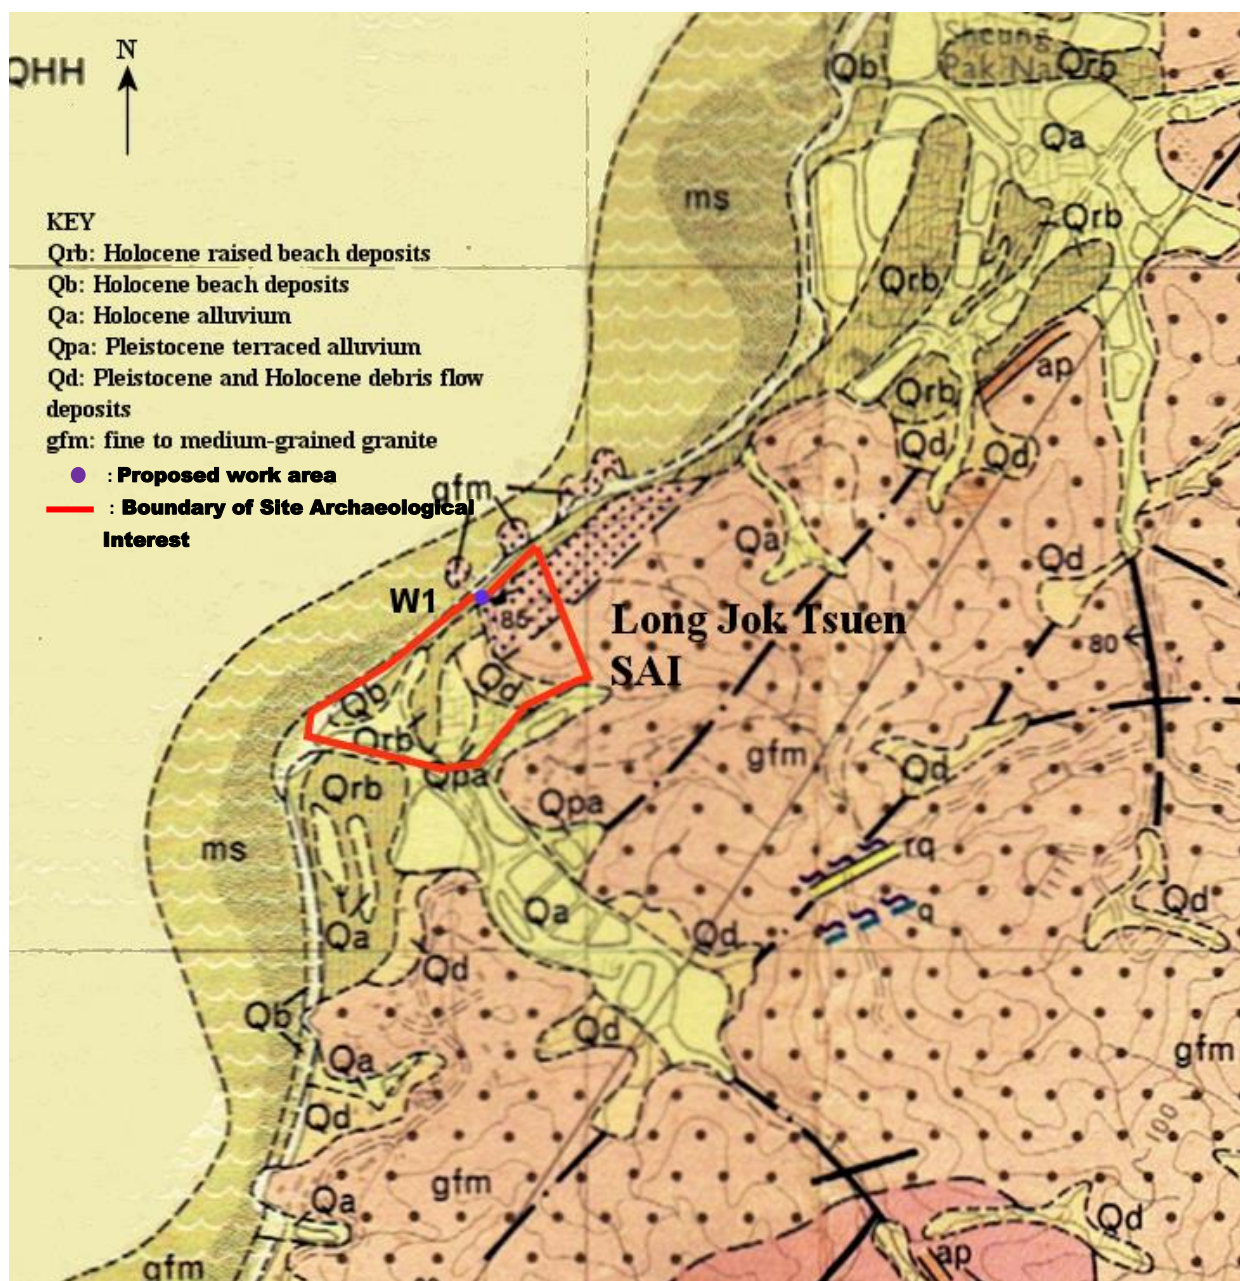 Sheung
Pak Na
QHH
N
Qb
Qrb
Qa
ms
KEY
Qrb: Holocene raised beach deposits
Qb: Holocene beach deposits
Qa: Holocene alluvium
Qpa: Pleistocene terraced alluvium
Qd: Pleistocene and Holocene debris flow
deposits
gfm: fine to medium-grained granite
: Proposed work area
: Boundary of Site Archaeological
Interest
Qrb
Qrb
ap
Qrb
Qd
Qd
gfm
Qa
Qd
W1
85
Long Jok Tsuen
SAI
80
Qd
Qb
Qrb
Qpa
gfm
Qd
Qrb
Qpa
ms
rq
Qd
q
Qa
Qa
Qd
Qd
Qb
Qd
Qa
gfm
100
Qd
gfm
Qa
Qd
ap
gfm